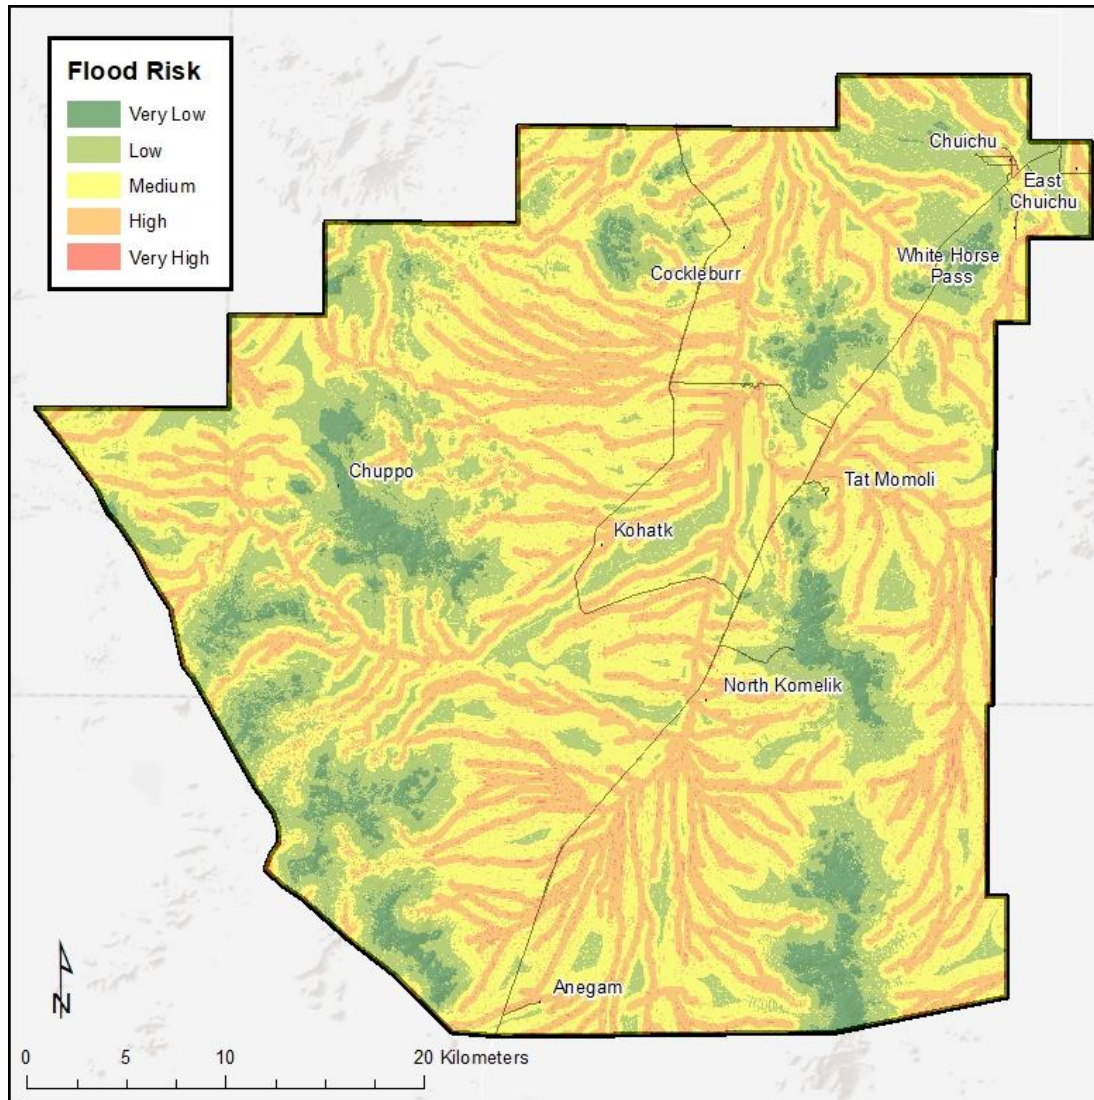 Flood Risk
Very Low
Low
Medium
High
Very High
Chuichu
East
Chuichu
White Horse
Pass
Cockleburr
Chuppo
Tat Momoli
Kohatk
North Komelik
Anegam
N
0 5 10 20 Kilometers